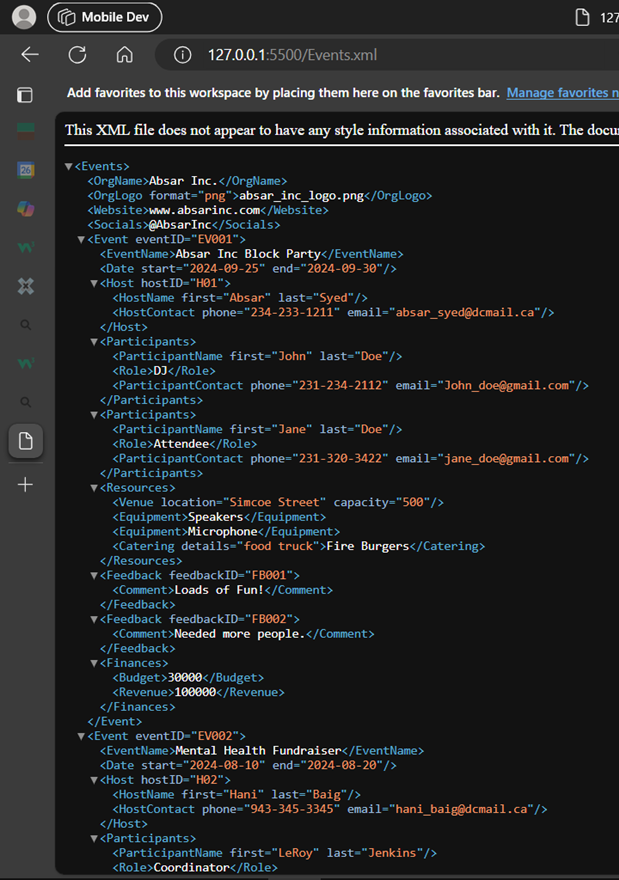 Mobile Dev
127
127.0.0.1:5500/Events.xml
Add favorites to this workspace by placing them here on the favorites bar. Manage favorites n
This XML file does not appear to have any style information associated with it. The docu
▼<Events>
<OrgName>Absar Inc.</OrgName>
<OrgLogo format="png">absar_inc_logo.png</OrgLogo>
<Website>www.absarinc.com</Website>
<Socials>@AbsarInc</Socials>
▼<Event eventID="EV001">
<EventName>Absar Inc Block Party</EventName>
<Date start="2024-09-25" end="2024-09-30"/>
▼<Host hostID="H01">
<HostName first="Absar" last="Syed"/>
<HostContact phone="234-233-1211" email="absar_syed@dcmail.ca"/>
</Host>
▼<Participants>
<ParticipantName first="John" last="Doe"/>
<Role>DJ</Role>
<ParticipantContact phone="231-234-2112" email="John_doe@gmail.com"/>
</Participants>
▼<Participants>
<ParticipantName first="Jane" last="Doe"/>
<Role>Attendee</Role>
<ParticipantContact phone="231-320-3422" email="jane_doe@gmail.com"/>
</Participants>
▼<Resources>
<Venue location="Simcoe Street" capacity="500"/>
<Equipment>Speakers</Equipment>
<Equipment>Microphone</Equipment>
<Catering details="food truck">Fire Burgers</Catering>
</Resources>
▼<Feedback feedbackID="FB001">
<Comment>Loads of Fun!</Comment>
</Feedback>
▼<Feedback feedbackID="FB002">
<Comment>Needed more people.</Comment>
</Feedback>
▼<Finances>
<Budget>30000</Budget>
<Revenue>100000</Revenue>
</Finances>
</Event>
▼<Event eventID="EV002">
<EventName>Mental Health Fundraiser</EventName>
<Date start="2024-08-10" end="2024-08-20"/>
▼<Host hostID="H02">
<HostName first="Hani" last="Baig"/>
<HostContact phone="943-345-3345" email="hani_baig@dcmail.ca"/>
</Host>
▼<Participants>
<ParticipantName first="LeRoy" last="Jenkins"/>
<Role>Coordinator</Role>